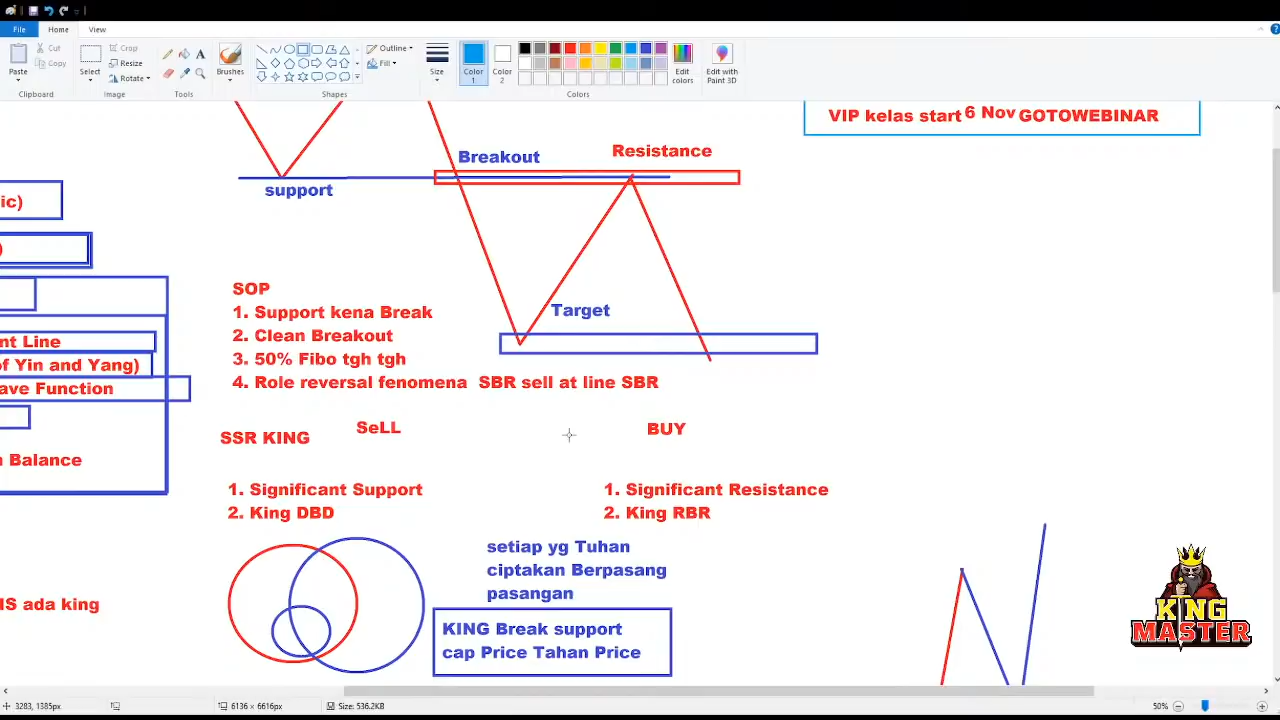 File
Home
View
Paste
Cut
Copy
Clipboard
Select
Crop
Resize
Rotate
Image
Tools
Brushes
Outline
Fill
Shapes
Size
Color 1
Color 2
Edit colors
Edit with Paint 3D
Colors
VIP kelas start 6 Nov GOTOWEBINAR
Breakout
Resistance
support
ic)
)
nt Line
of Yin and Yang)
ave Function
Balance
SOP
1. Support kena Break
2. Clean Breakout
3. 50% Fibo tgh tgh
4. Role reversal fenomena SBR sell at line SBR
Target
SSR KING
SeLL
BUY
1. Significant Support
2. King DBD
1. Significant Resistance
2. King RBR
setiap yg Tuhan
ciptakan Berpasang
pasangan
KING Break support
cap Price Tahan Price
IS ada king
KING
MASTER
3283, 1385px
6136 × 6616px
Size: 536.2KB
50%